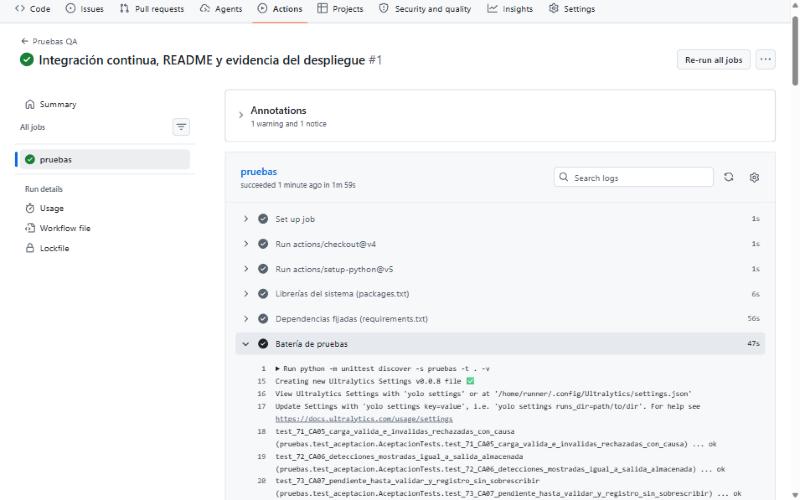 Code Issues Pull requests Agents Actions Projects Security and quality Insights Settings
← Pruebas QA
Integración continua, README y evidencia del despliegue #1
Re-run all jobs
Summary
All jobs
pruebas
Run details
Usage
Workflow file
Lockfile
Annotations
1 warning and 1 notice
pruebas
succeeded 1 minute ago in 1m 59s
Search logs
Set up job 1s
Run actions/checkout@v4 1s
Run actions/setup-python@v5 1s
Librerías del sistema (packages.txt) 6s
Dependencias fijadas (requirements.txt) 56s
Batería de pruebas 47s
1 ▶ Run python -m unittest discover -s pruebas -t . -v
15 Creating new Ultralytics Settings v0.0.8 file ✅
16 View Ultralytics Settings with 'yolo settings' or at '/home/runner/.config/Ultralytics/settings.json'
17 Update Settings with 'yolo settings key=value', i.e. 'yolo settings runs_dir=path/to/dir'. For help see
https://docs.ultralytics.com/usage/settings
18 test_71_CA05_carga_valida_e_invalidas_rechazadas_con_causa
(pruebas.test_aceptacion.AceptacionTests.test_71_CA05_carga_valida_e_invalidas_rechazadas_con_causa) ... ok
19 test_72_CA06_detecciones_mostradas_igual_a_salida_almacenada
(pruebas.test_aceptacion.AceptacionTests.test_72_CA06_detecciones_mostradas_igual_a_salida_almacenada) ... ok
20 test_73_CA07_pendiente_hasta_validar_y_registro_sin_sobrescribir
(pruebas.test_aceptacion.AceptacionTests.test_73_CA07_pendiente_hasta_validar_y_registro_sin_sobrescribir) ... ok